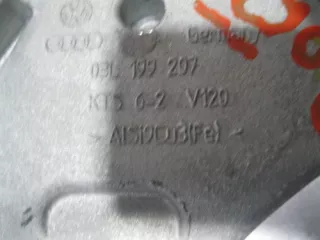 Germany
03L 199 207
KTS 6-2 V120
- AlSi9Cu3(Fe) -